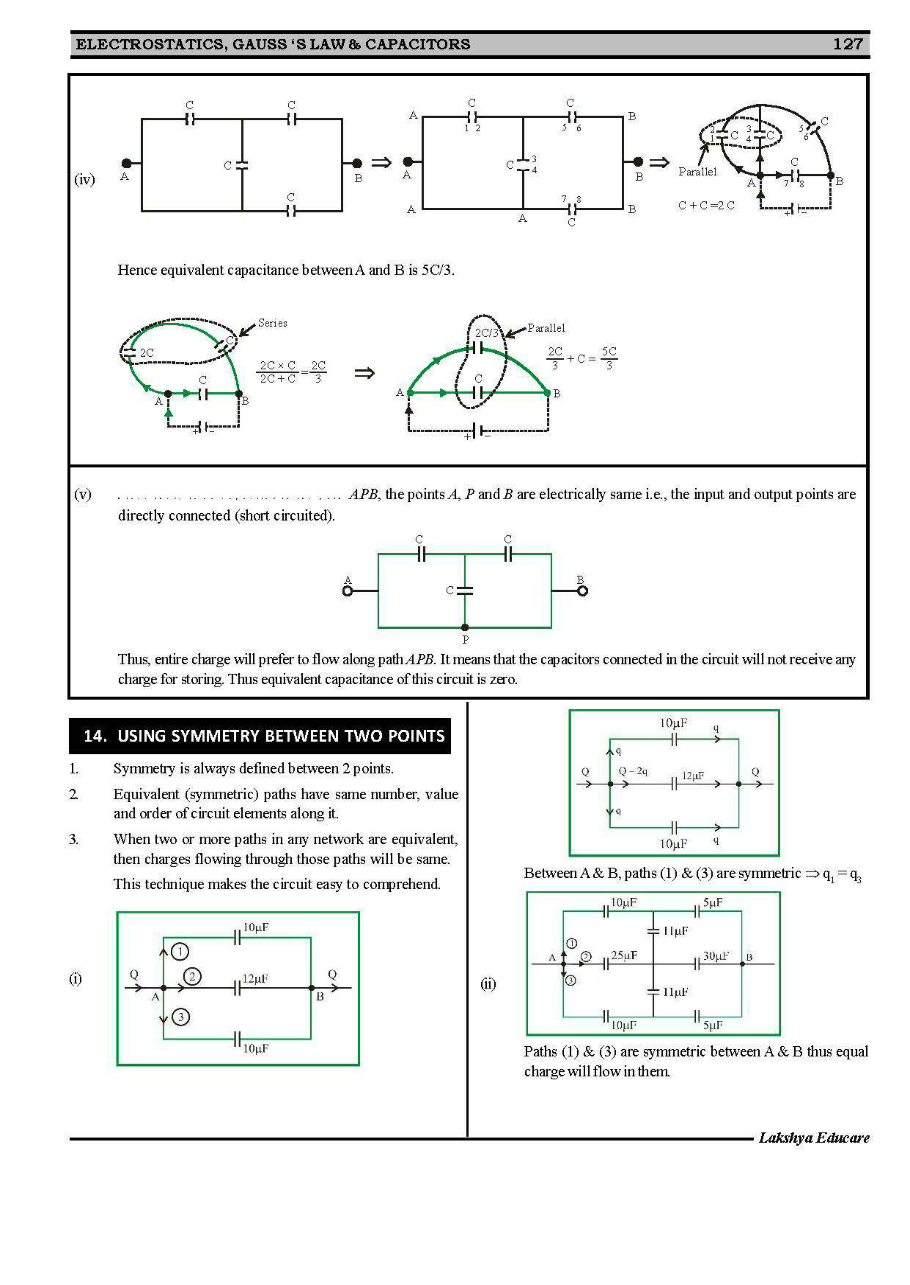 ELECTROSTATICS, GAUSS ‘S LAW & CAPACITORS 127
(iv)
C C C C A B
⇒
A C 1 2 C 5 6 B A C 3 4 B A A 7 8 C B
⇒
2 1 C 3 4 C 5 6 C Parallel A C 7 8 B + –
C + C =2 C
Hence equivalent capacitance between A and B is 5C/3.
Series
2C C C A B + –
2C × C / 2C + C = 2C / 3
⇒
2C/3 Parallel C A B + –
2C / 3 + C = 5C / 3
(v) APB, the points A, P and B are electrically same i.e., the input and output points are
directly connected (short circuited).
C C
A C B
P
Thus, entire charge will prefer to flow along path APB. It means that the capacitors connected in the circuit will not receive any
charge for storing. Thus equivalent capacitance of this circuit is zero.
14. USING SYMMETRY BETWEEN TWO POINTS
1. Symmetry is always defined between 2 points.
2. Equivalent (symmetric) paths have same number, value
and order of circuit elements along it.
3. When two or more paths in any network are equivalent,
then charges flowing through those paths will be same.
This technique makes the circuit easy to comprehend.
(i)
10μF
1
Q 2 12μF Q
A B
3
10μF
10μF q
q
Q Q – 2q 12μF Q
q
10μF q
Between A & B, paths (1) & (3) are symmetric ⇒ q1 = q3
(ii)
10μF 5μF
1 11μF
A 2 25μF 30μF B
3
11μF
10μF 5μF
Paths (1) & (3) are symmetric between A & B thus equal
charge will flow in them.
Lakshya Educare